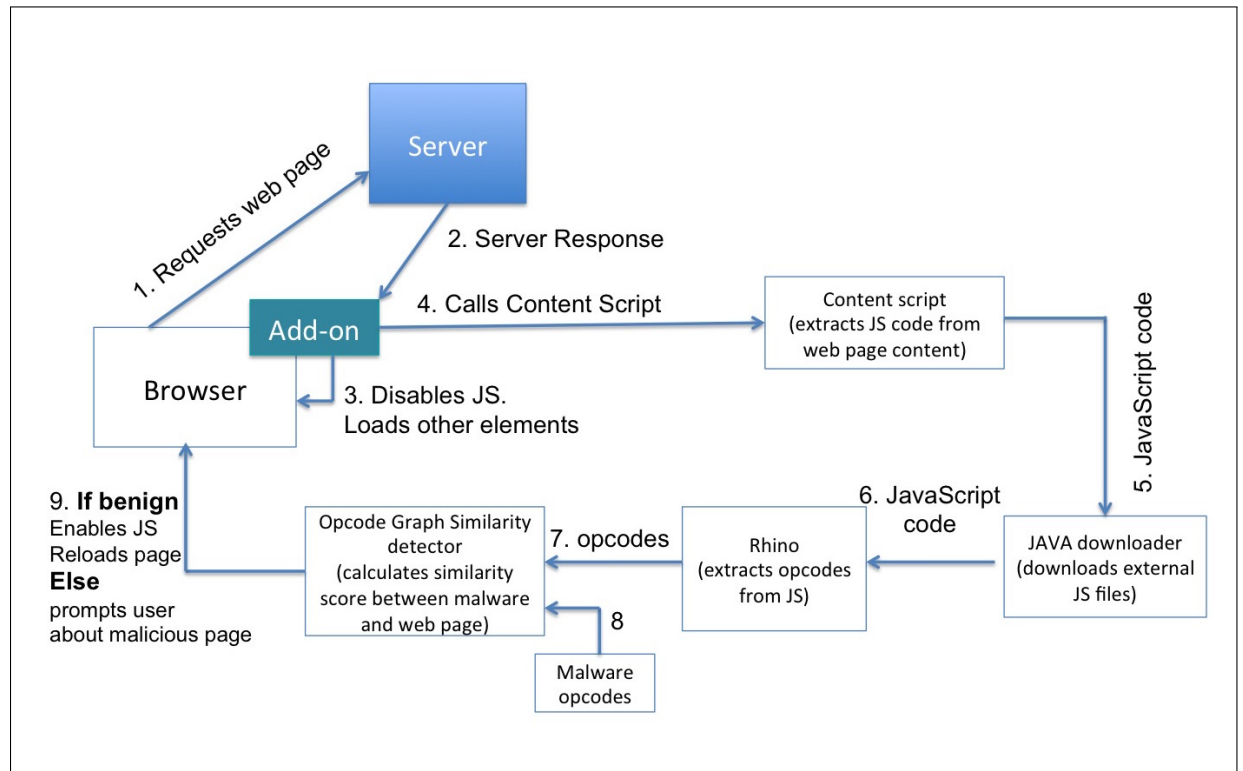 Server
1. Requests web page
2. Server Response
Add-on
4. Calls Content Script
Content script
(extracts JS code from
web page content)
Browser
3. Disables JS.
Loads other elements
5. JavaScript code
9. If benign
Enables JS
Reloads page
Else
prompts user
about malicious page
Opcode Graph Similarity
detector
(calculates similarity
score between malware
and web page)
7. opcodes
Rhino
(extracts opcodes
from JS)
6. JavaScript
code
JAVA downloader
(downloads external
JS files)
8
Malware
opcodes